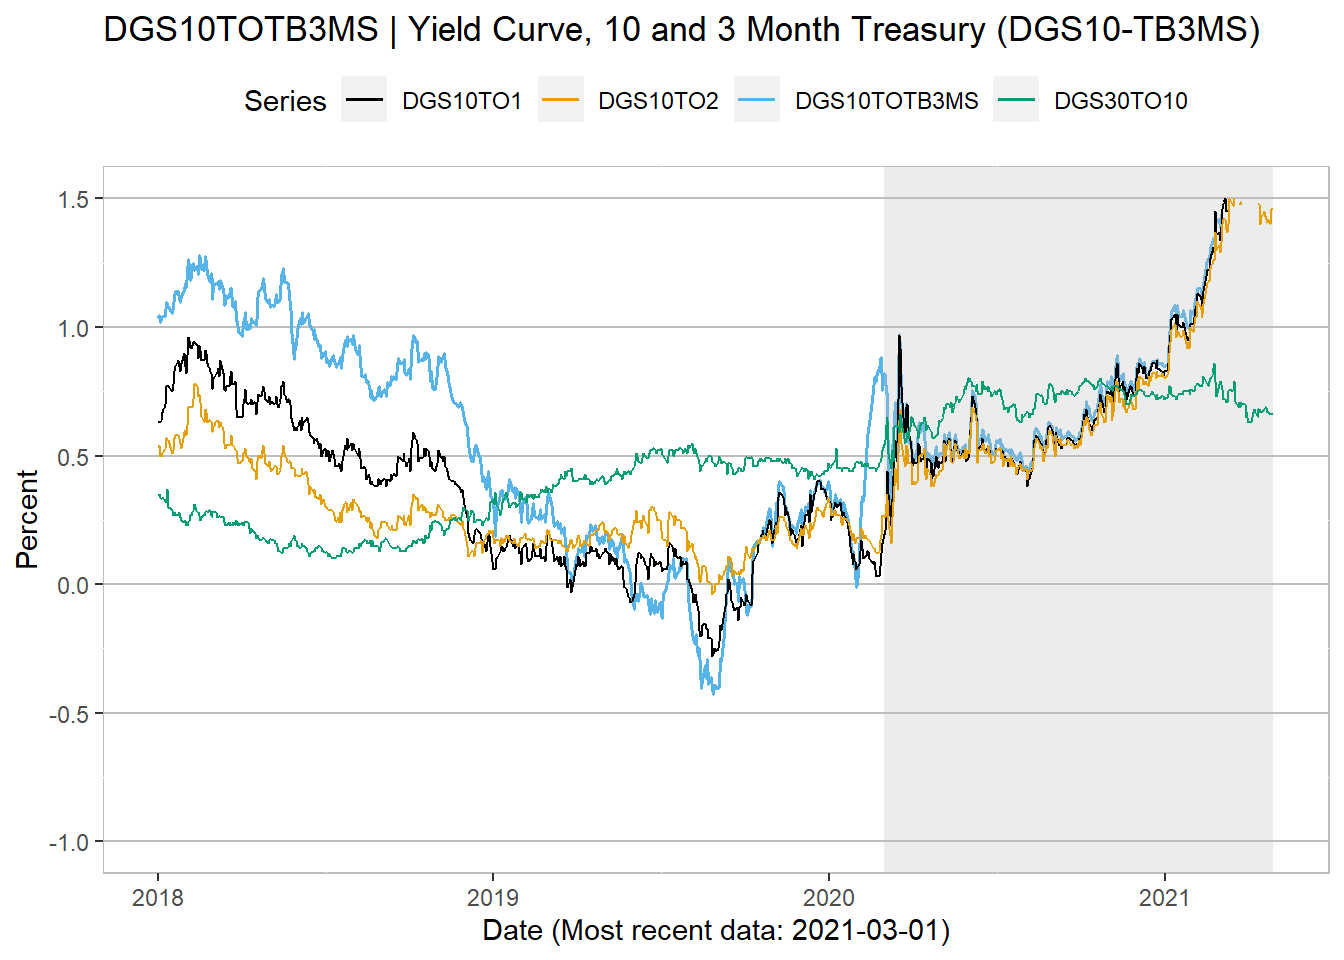 DGS10TOTB3MS | Yield Curve, 10 and 3 Month Treasury (DGS10-TB3MS)
Series DGS10TO1 DGS10TO2 DGS10TOTB3MS DGS30TO10
1.5
1.0
0.5
0.0
-0.5
-1.0
Percent
2018 2019 2020 2021
Date (Most recent data: 2021-03-01)